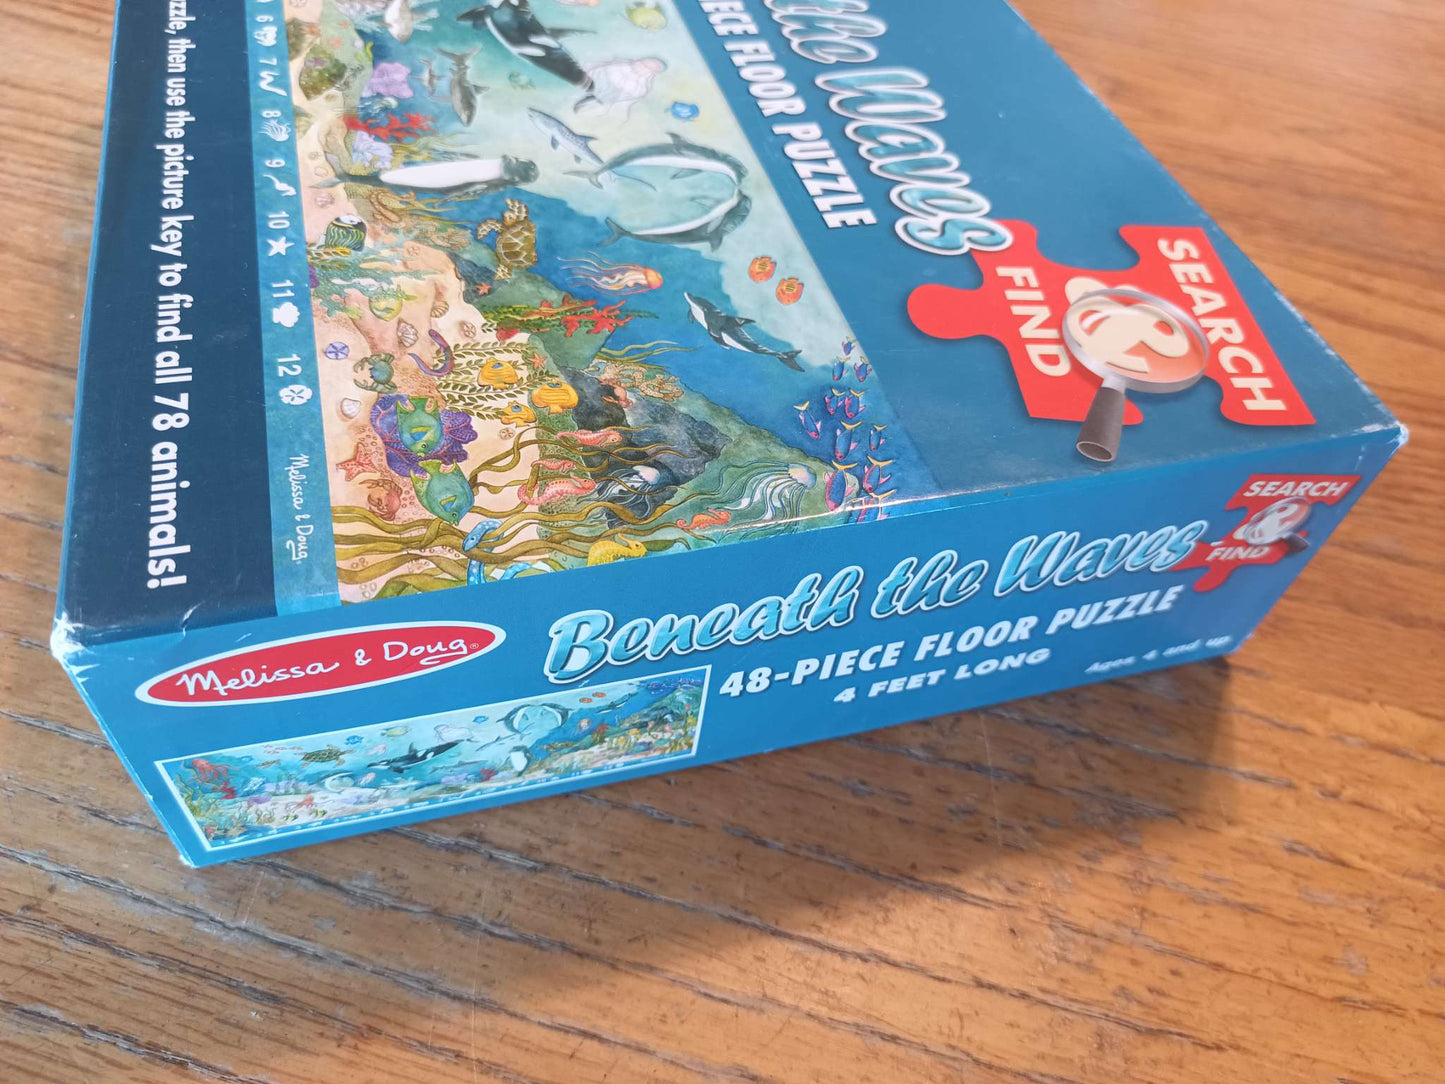 zzle, then use the picture key to find all 78 animals!
6
7
8
9
10
11
12
Melissa & Doug
the Waves
IECE FLOOR PUZZLE
SEARCH
&
FIND
Melissa & Doug®
Beneath the Waves
48-PIECE FLOOR PUZZLE
4 FEET LONG
Ages 4 and up
SEARCH
&
FIND